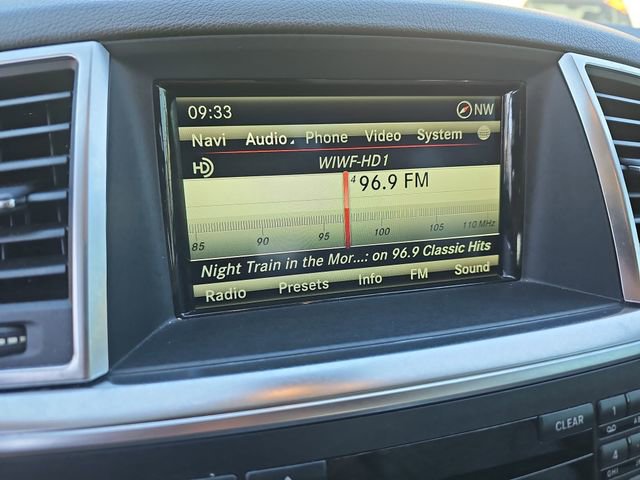 09:33 NW
Navi Audio Phone Video System
HD WIWF-HD1
4 96.9 FM
85 90 95 100 105 110 MHz
Night Train in the Mor...: on 96.9 Classic Hits
Radio Presets Info FM Sound
CLEAR 1
4
GHI